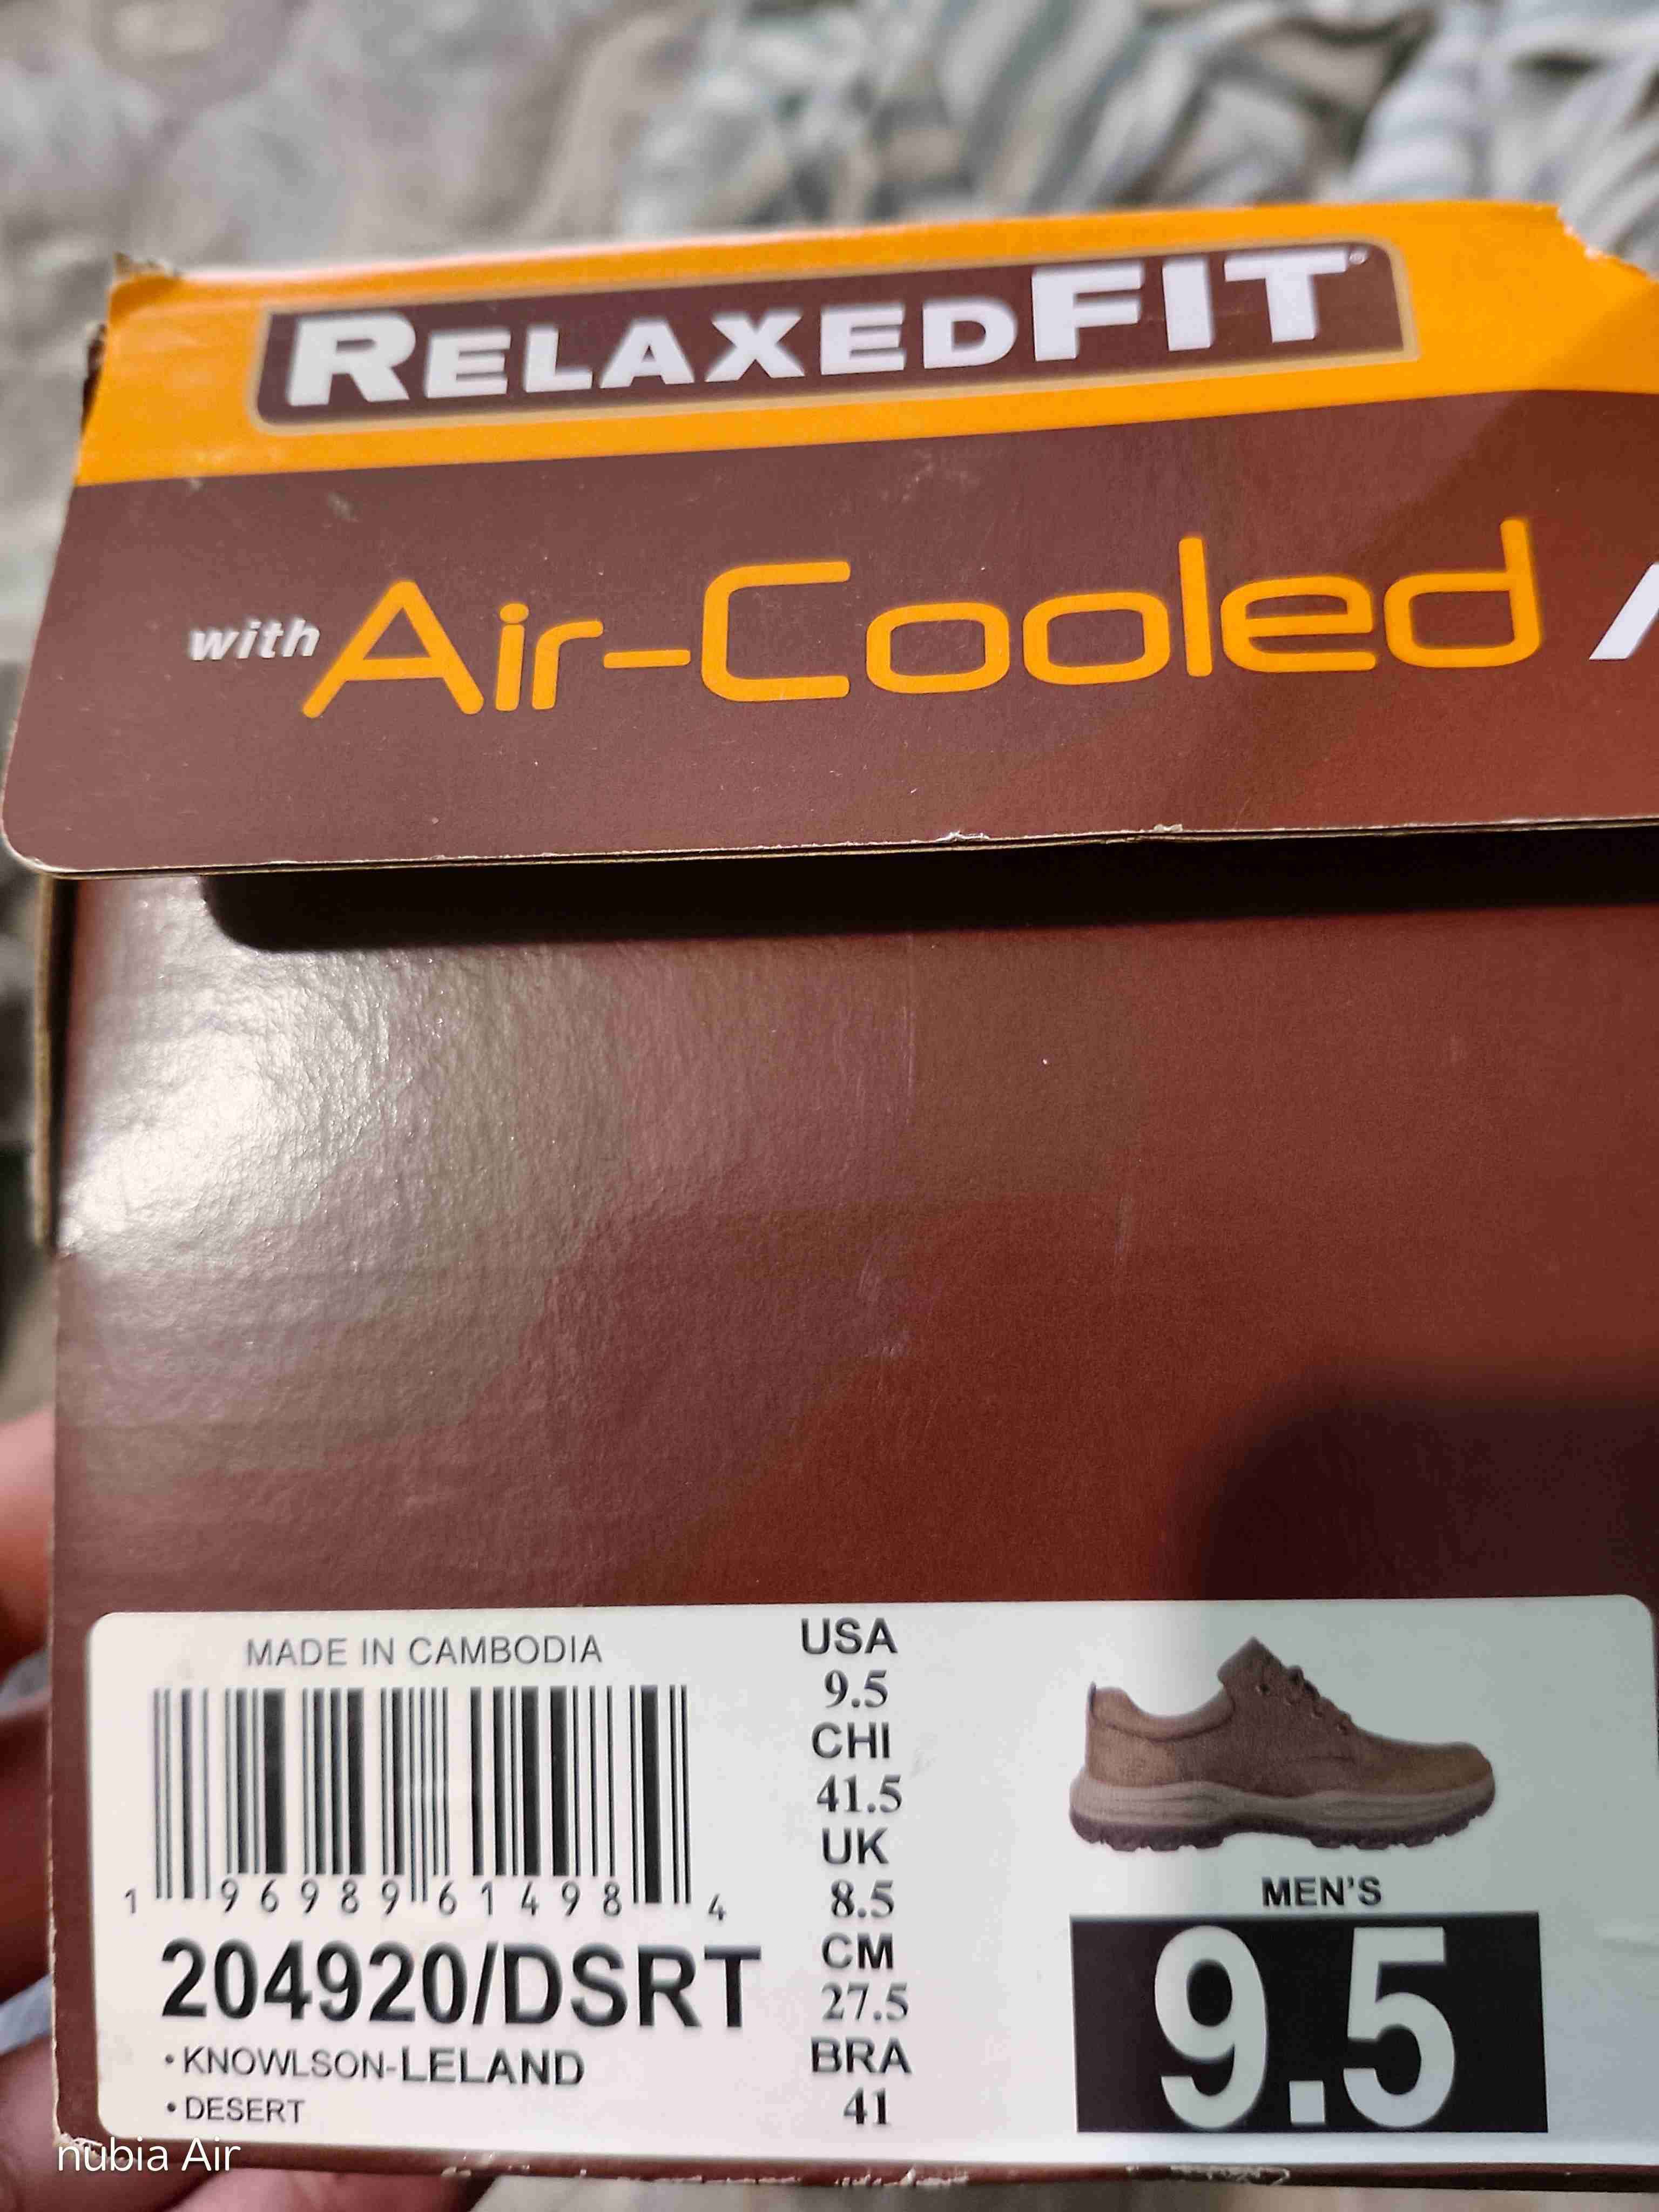 RELAXEDFIT
with Air-Cooled
MADE IN CAMBODIA
1 96989 61498 4
204920/DSRT
• KNOWLSON-LELAND
• DESERT
USA
9.5
CHI
41.5
UK
8.5
CM
27.5
BRA
41
MEN'S
9.5
nubia Air